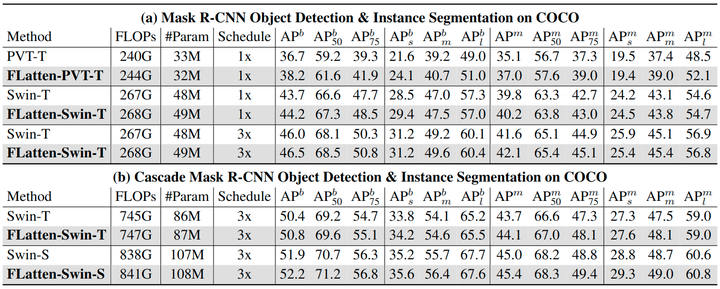 (a) Mask R-CNN Object Detection & Instance Segmentation on COCO
Method FLOPs #Param Schedule AP^b AP^b_50 AP^b_75 AP^b_s AP^b_m AP^b_l AP^m AP^m_50 AP^m_75 AP^m_s AP^m_m AP^m_l
PVT-T 240G 33M 1x 36.7 59.2 39.3 21.6 39.2 49.0 35.1 56.7 37.3 19.5 37.4 48.5
FLatten-PVT-T 244G 32M 1x 38.2 61.6 41.9 24.1 40.7 51.0 37.0 57.6 39.0 19.4 39.0 52.1
Swin-T 267G 48M 1x 43.7 66.6 47.7 28.5 47.0 57.3 39.8 63.3 42.7 24.2 43.1 54.6
FLatten-Swin-T 268G 49M 1x 44.2 67.3 48.5 29.4 47.5 57.0 40.2 63.8 43.0 24.5 43.8 54.7
Swin-T 267G 48M 3x 46.0 68.1 50.3 31.2 49.2 60.1 41.6 65.1 44.9 25.9 45.1 56.9
FLatten-Swin-T 268G 49M 3x 46.5 68.5 50.8 31.2 49.6 60.4 42.1 65.4 45.1 25.4 45.4 56.8
(b) Cascade Mask R-CNN Object Detection & Instance Segmentation on COCO
Method FLOPs #Param Schedule AP^b AP^b_50 AP^b_75 AP^b_s AP^b_m AP^b_l AP^m AP^m_50 AP^m_75 AP^m_s AP^m_m AP^m_l
Swin-T 745G 86M 3x 50.4 69.2 54.7 33.8 54.1 65.2 43.7 66.6 47.3 27.3 47.5 59.0
FLatten-Swin-T 747G 87M 3x 50.8 69.6 55.1 34.2 54.6 65.5 44.1 67.0 48.1 27.6 48.1 59.0
Swin-S 838G 107M 3x 51.9 70.7 56.3 35.2 55.7 67.7 45.0 68.2 48.8 28.8 48.7 60.6
FLatten-Swin-S 841G 108M 3x 52.2 71.2 56.8 35.6 56.4 67.6 45.4 68.3 49.4 29.3 49.0 60.8